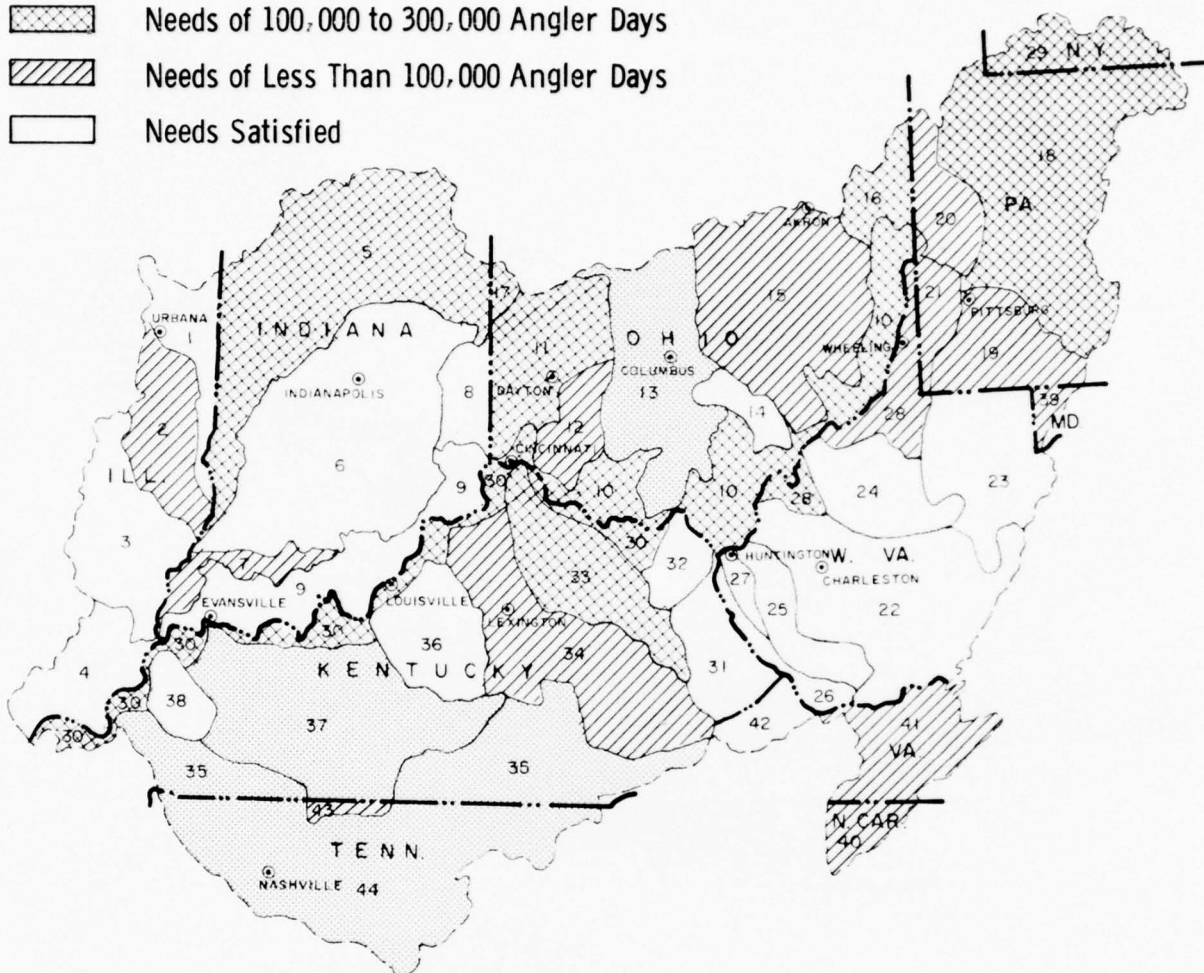 Needs of 100,000 to 300,000 Angler Days
Needs of Less Than 100,000 Angler Days
Needs Satisfied
29 N Y.
18
PA
16
20
AKRON
5
17
15
21
PITTSBURG
URBANA
1
INDIANA
11
OHIO
10
WHEELING
19
COLUMBUS
INDIANAPOLIS
8
DAYTON
13
39
MD.
2
12
14
28
CINCINNATI
ILL.
6
9
30
10
10
28
24
23
3
30
7
9
33
32
HUNTINGTON
W. VA.
27
CHARLESTON
EVANSVILLE
LOUISVILLE
LEXINGTON
25
22
30
30
36
34
31
4
KENTUCKY
38
26
30
37
42
41
30
VA
35
35
43
N. CAR.
40
TENN.
NASHVILLE 44